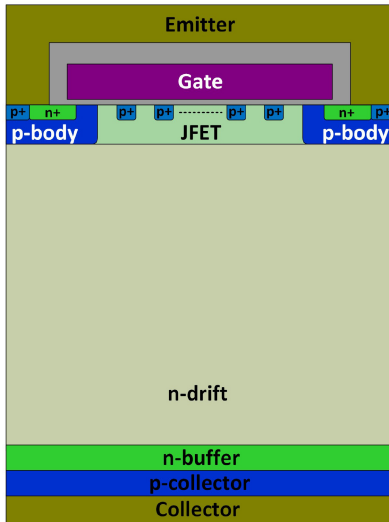 Emitter
Gate
p+ n+ p+ p+ p+ p+ n+ p+
p-body JFET p-body
n-drift
n-buffer
p-collector
Collector